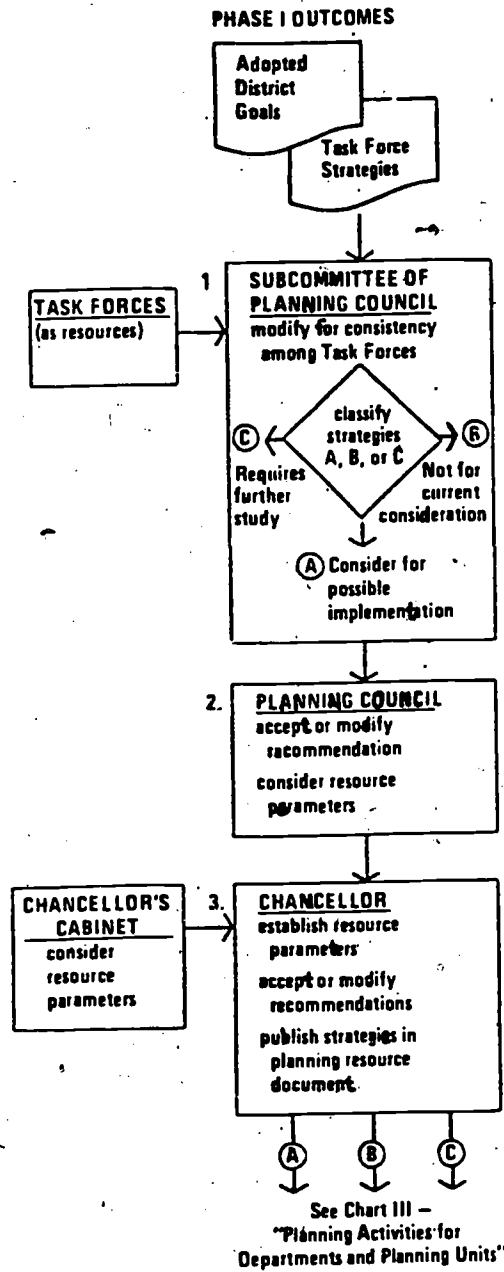 PHASE I OUTCOMES
Adopted
District
Goals
Task Force
Strategies
TASK FORCES
(as resources)
1
SUBCOMMITTEE OF
PLANNING COUNCIL
modify for consistency
among Task Forces
classify
strategies
A, B, or C
C
Requires
further
study
B
Not for
current
consideration
A Consider for
possible
implementation
2.
PLANNING COUNCIL
accept or modify
racommendation
consider resource
parameters
CHANCELLOR'S
CABINET
consider
resource
parameters
3.
CHANCELLOR
establish resource
parameters
accept or modify
recommendations
publish strategies in
planning resource
document
A
B
C
See Chart III –
"Planning Activities for
Departments and Planning Units"